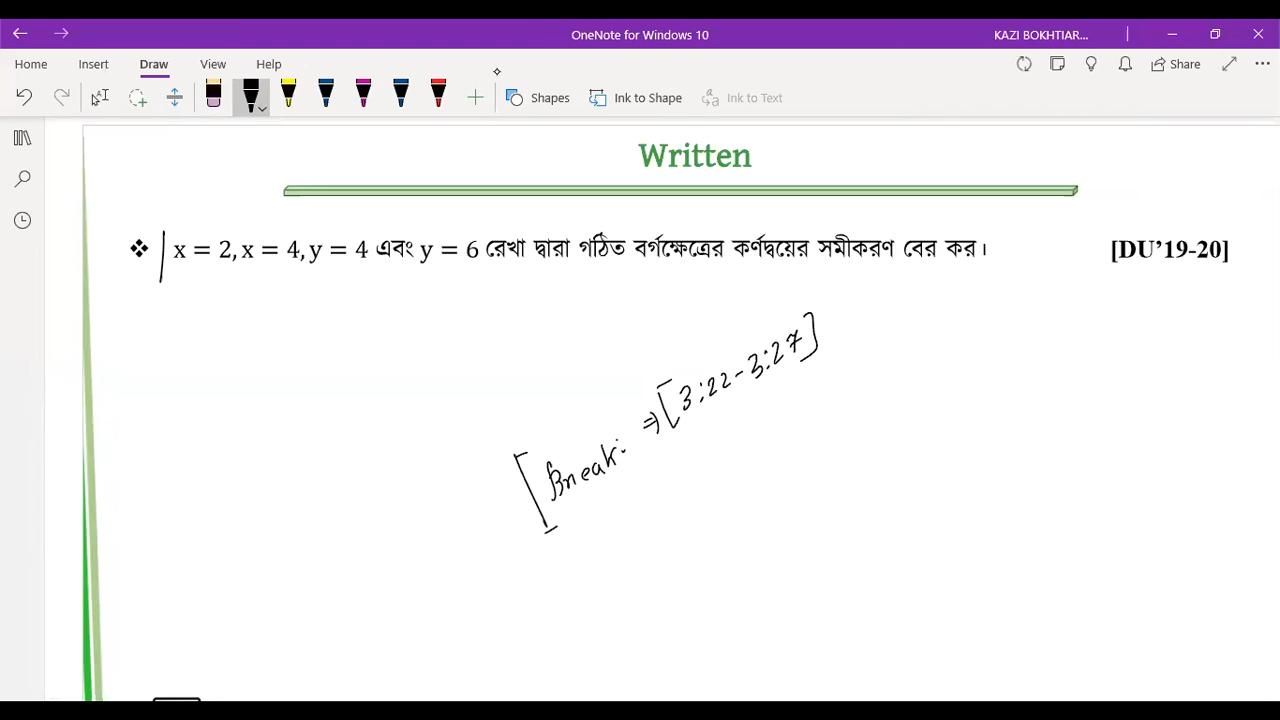 OneNote for Windows 10 KAZI BOKHTIAR...
Home Insert Draw View Help Share
Shapes Ink to Shape Ink to Text
Written
❖ x = 2, x = 4, y = 4 এবং y = 6 রেখা দ্বারা গঠিত বর্গক্ষেত্রের কর্ণদ্বয়ের সমীকরণ বের কর। [DU’19-20]
[Break: ⇒ [3:22 - 3:27]